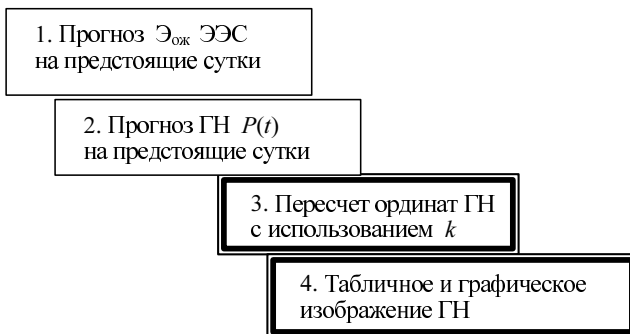 1. Прогноз Эож ЭЭС
на предстоящие сутки
2. Прогноз ГН P(t)
на предстоящие сутки
3. Пересчет ординат ГН
с использованием k
4. Табличное и графическое
изображение ГН